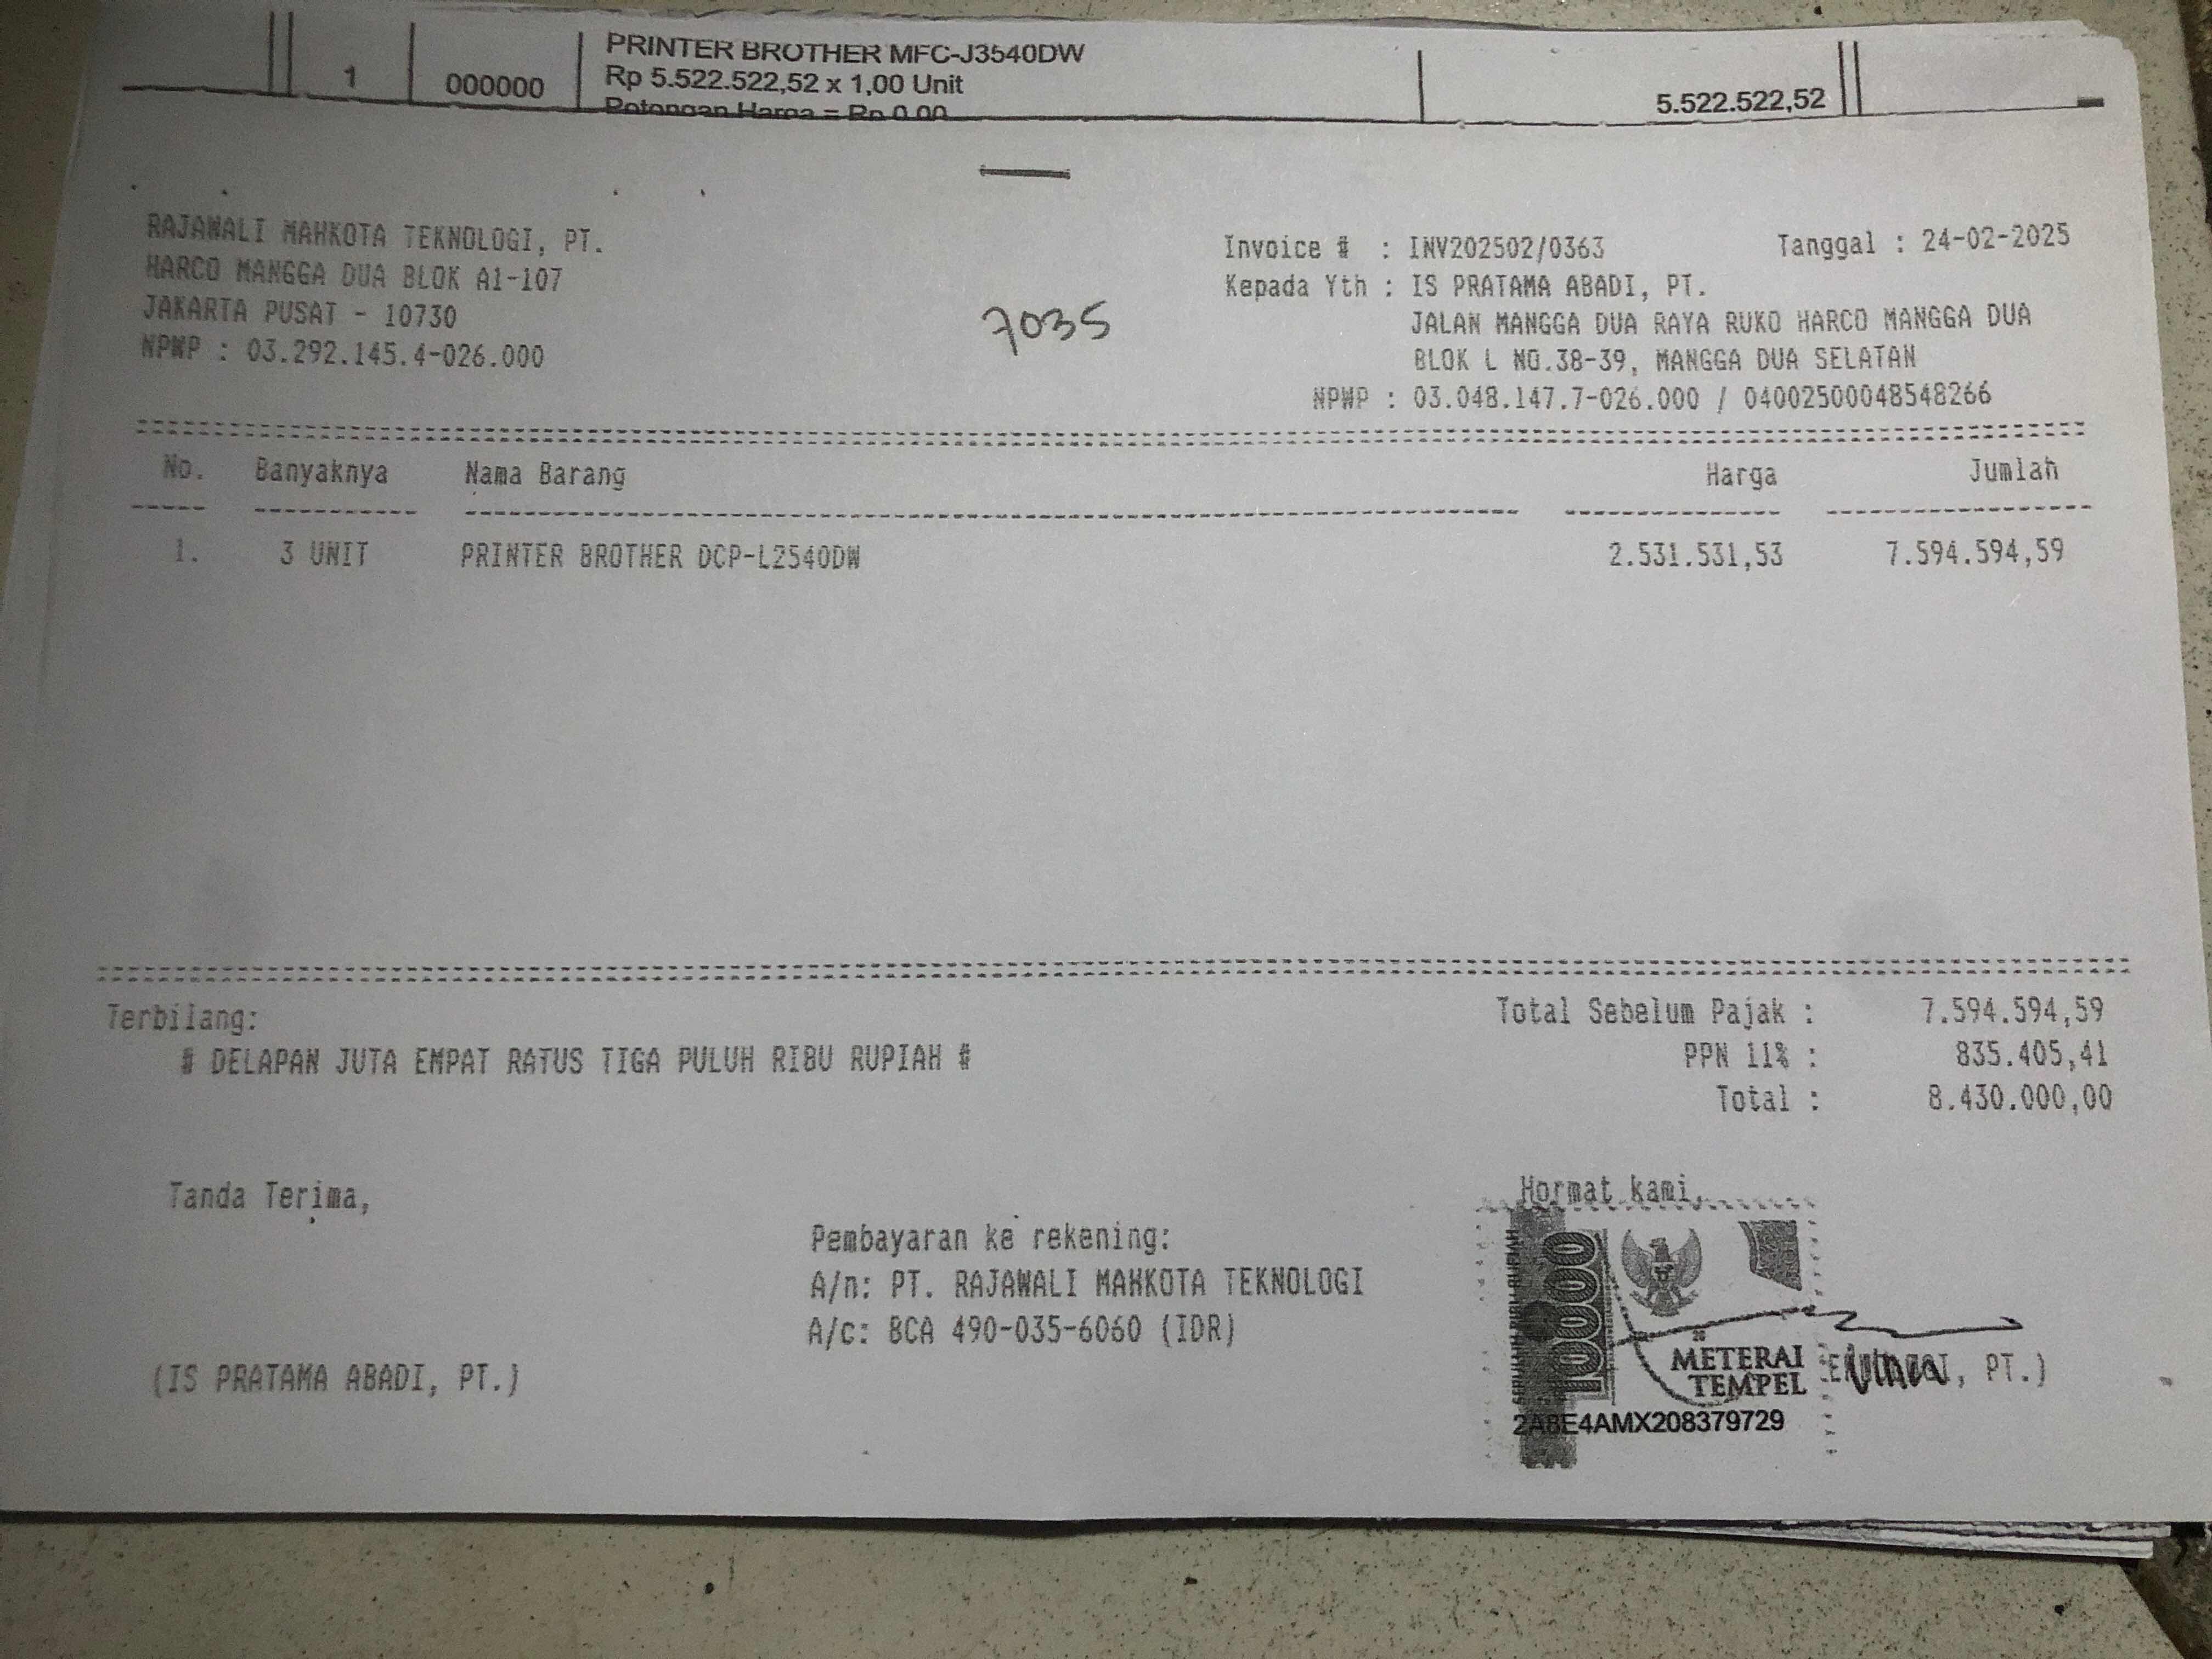 PRINTER BROTHER MFC-J3540DW
1 000000 Rp 5.522.522,52 x 1,00 Unit 5.522.522,52
Potongan Harga = Rp 0,00
RAJAWALI MAHKOTA TEKNOLOGI, PT.
HARCO MANGGA DUA BLOK A1-107
JAKARTA PUSAT - 10730
NPWP : 03.292.145.4-026.000
7035
Invoice # : INV202502/0363 Tanggal : 24-02-2025
Kepada Yth : IS PRATAMA ABADI, PT.
JALAN MANGGA DUA RAYA RUKO HARCO MANGGA DUA
BLOK L NO.38-39, MANGGA DUA SELATAN
NPWP : 03.048.147.7-026.000 / 04002500048548266
No. Banyaknya Nama Barang Harga Jumlah
1. 3 UNIT PRINTER BROTHER DCP-L2540DW 2.531.531,53 7.594.594,59
Terbilang:
# DELAPAN JUTA EMPAT RATUS TIGA PULUH RIBU RUPIAH #
Total Sebelum Pajak : 7.594.594,59
PPN 11% : 835.405,41
Total : 8.430.000,00
Tanda Terima,
(IS PRATAMA ABADI, PT.)
Pembayaran ke rekening:
A/n: PT. RAJAWALI MAHKOTA TEKNOLOGI
A/c: BCA 490-035-6060 (IDR)
Hormat kami,
10000
METERAI
TEMPEL
, PT.)
2A8E4AMX208379729